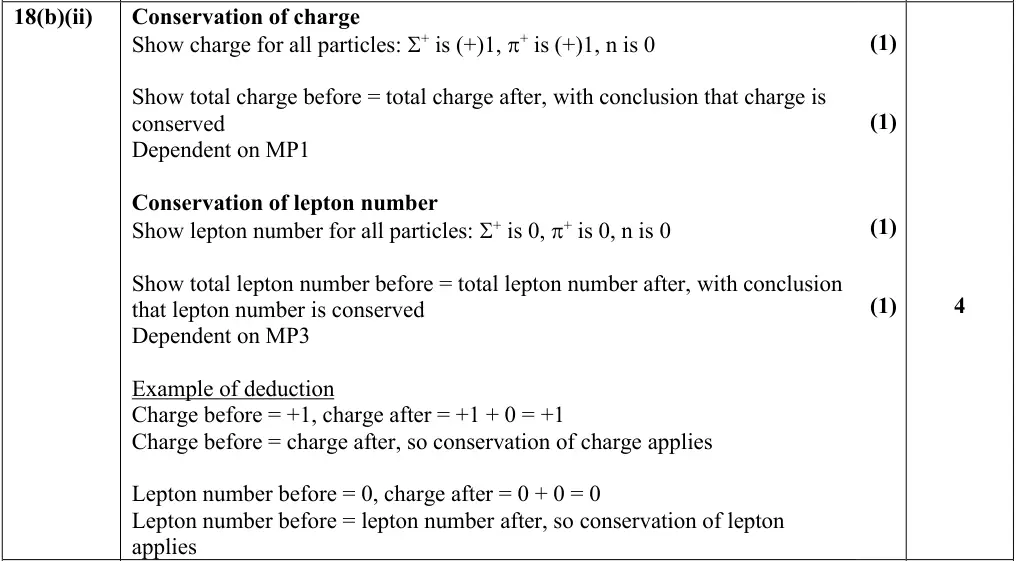 18(b)(ii) Conservation of charge
Show charge for all particles: Σ⁺ is (+)1, π⁺ is (+)1, n is 0 (1)
Show total charge before = total charge after, with conclusion that charge is
conserved (1)
Dependent on MP1
Conservation of lepton number
Show lepton number for all particles: Σ⁺ is 0, π⁺ is 0, n is 0 (1)
Show total lepton number before = total lepton number after, with conclusion
that lepton number is conserved (1) 4
Dependent on MP3
Example of deduction
Charge before = +1, charge after = +1 + 0 = +1
Charge before = charge after, so conservation of charge applies
Lepton number before = 0, charge after = 0 + 0 = 0
Lepton number before = lepton number after, so conservation of lepton
applies